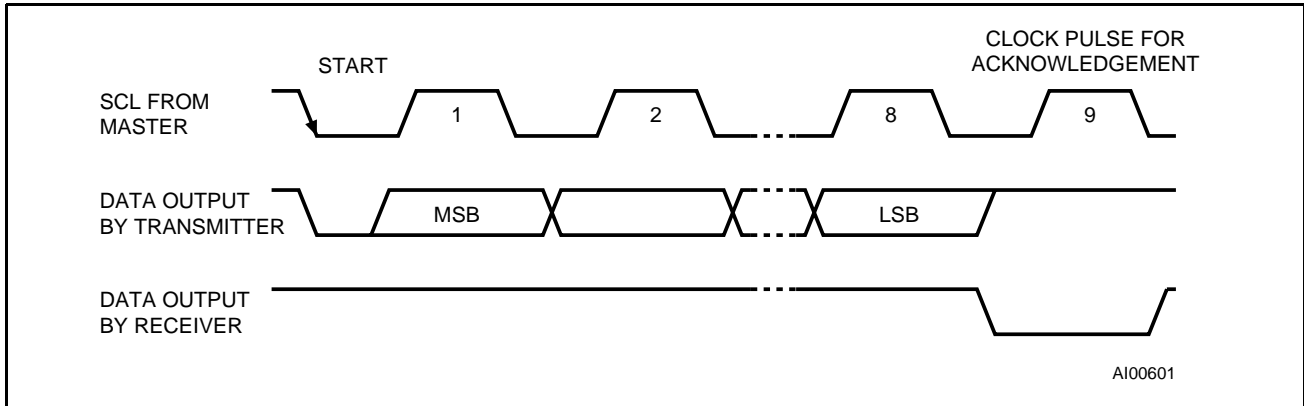 START
CLOCK PULSE FOR
ACKNOWLEDGEMENT
SCL FROM
MASTER
1
2
8
9
DATA OUTPUT
BY TRANSMITTER
MSB
LSB
DATA OUTPUT
BY RECEIVER
AI00601